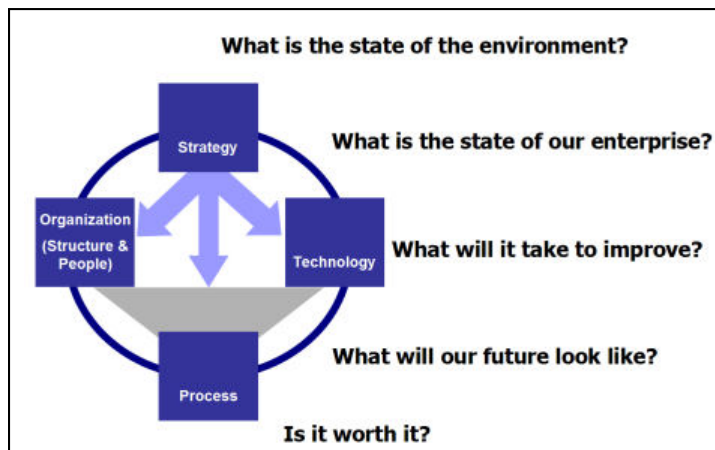 What is the state of the environment?
Strategy
What is the state of our enterprise?
Organization
(Structure &
People)
Technology
What will it take to improve?
What will our future look like?
Process
Is it worth it?